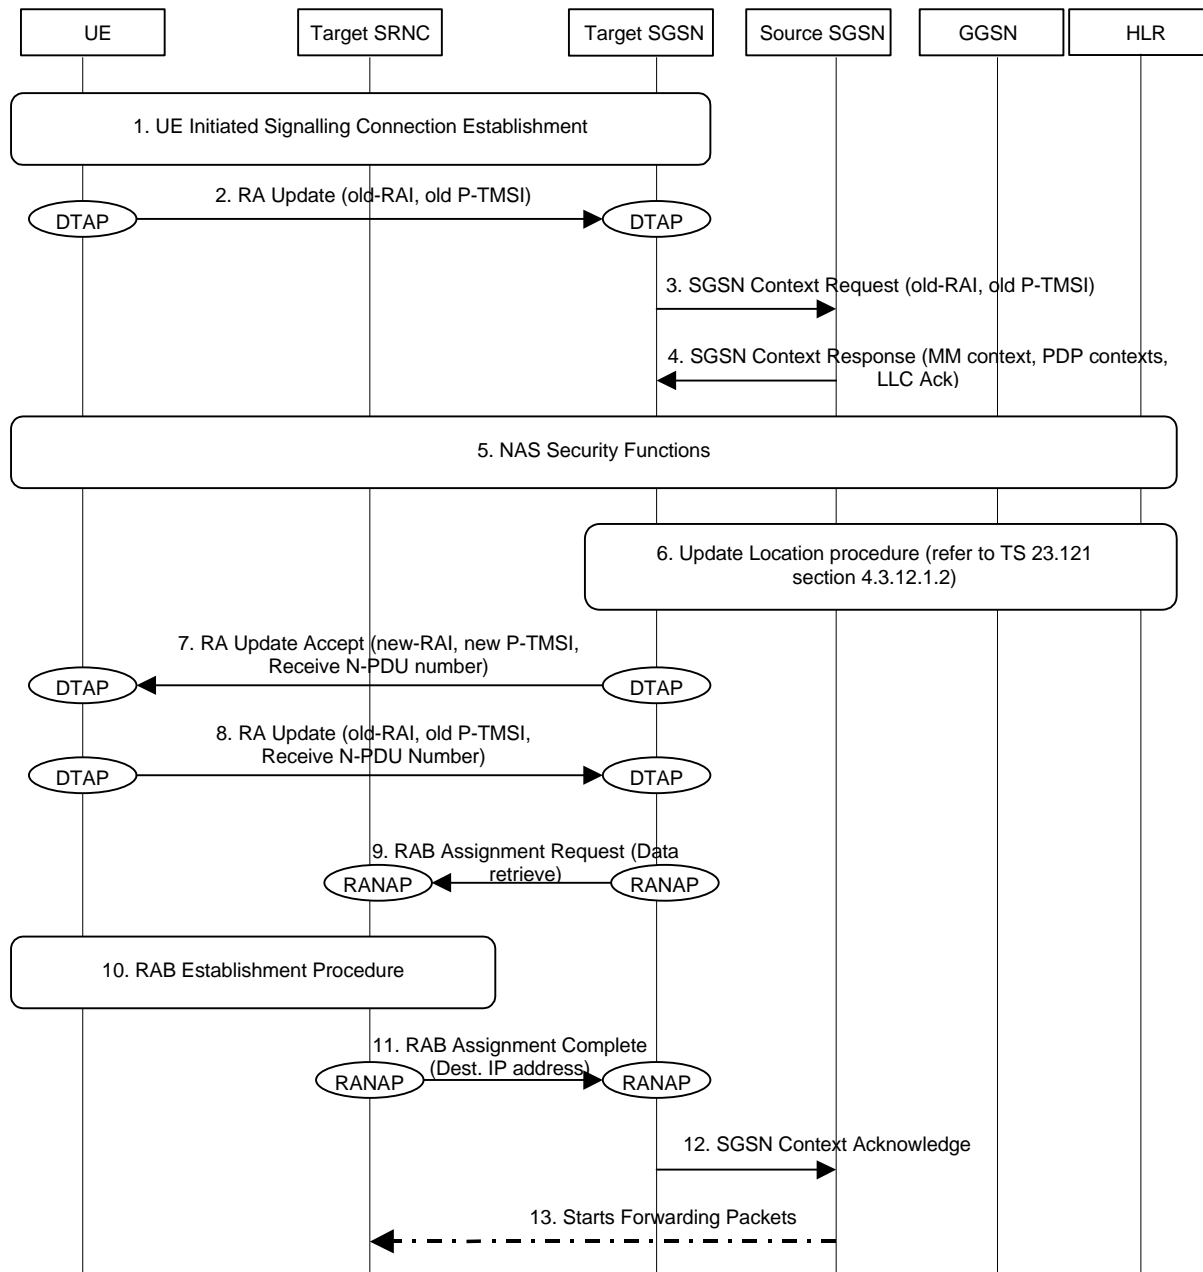 UE
Target SRNC
Target SGSN
Source SGSN
GGSN
HLR
1. UE Initiated Signalling Connection Establishment
2. RA Update (old-RAI, old P-TMSI)
DTAP
DTAP
3. SGSN Context Request (old-RAI, old P-TMSI)
4. SGSN Context Response (MM context, PDP contexts,
LLC Ack)
5. NAS Security Functions
6. Update Location procedure (refer to TS 23.121
section 4.3.12.1.2)
7. RA Update Accept (new-RAI, new P-TMSI,
Receive N-PDU number)
DTAP
DTAP
8. RA Update (old-RAI, old P-TMSI,
Receive N-PDU Number)
DTAP
DTAP
9. RAB Assignment Request (Data
retrieve)
RANAP
RANAP
10. RAB Establishment Procedure
11. RAB Assignment Complete
(Dest. IP address)
RANAP
RANAP
12. SGSN Context Acknowledge
13. Starts Forwarding Packets